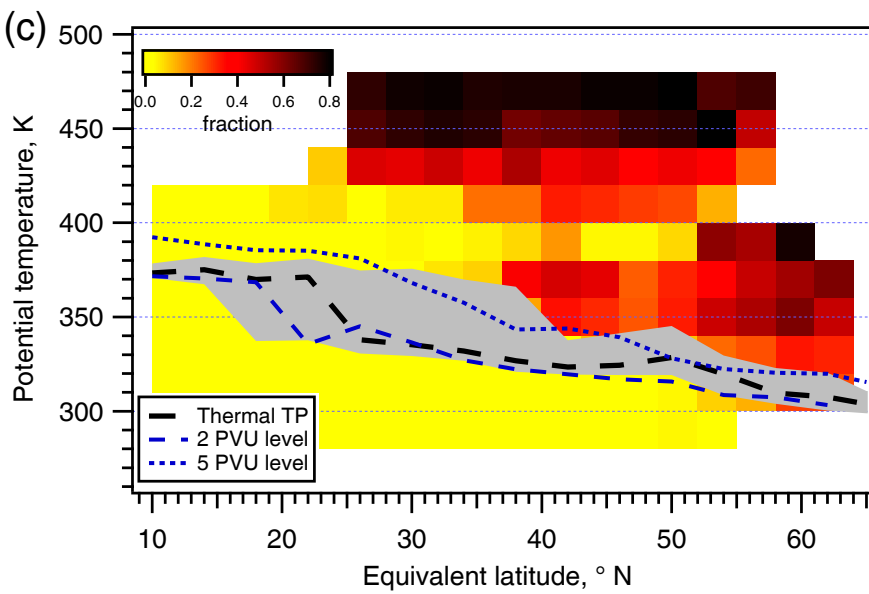 (c)
500
450
400
350
300
Potential temperature, K
0.0 0.2 0.4 0.6 0.8
fraction
Thermal TP
2 PVU level
5 PVU level
10 20 30 40 50 60
Equivalent latitude, ° N